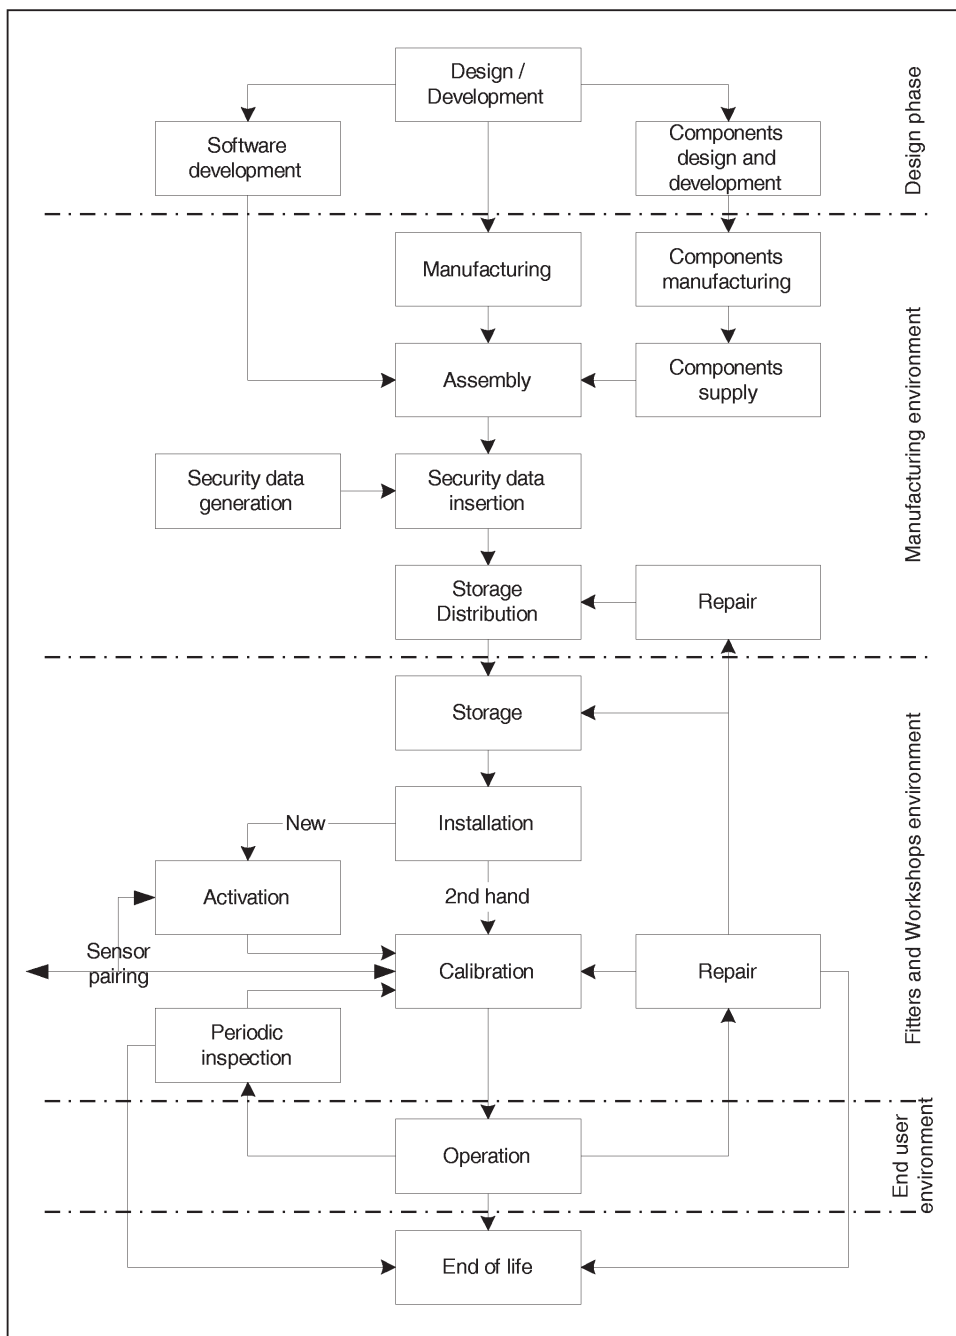 Design /
Development
Software
development
Components
design and
development
Design phase
Manufacturing
Components
manufacturing
Assembly
Components
supply
Manufacturing environment
Security data
generation
Security data
insertion
Storage
Distribution
Repair
Storage
Installation
New
Activation
2nd hand
Fitters and Workshops environment
Sensor
pairing
Calibration
Repair
Periodic
inspection
Operation
End user
environment
End of life